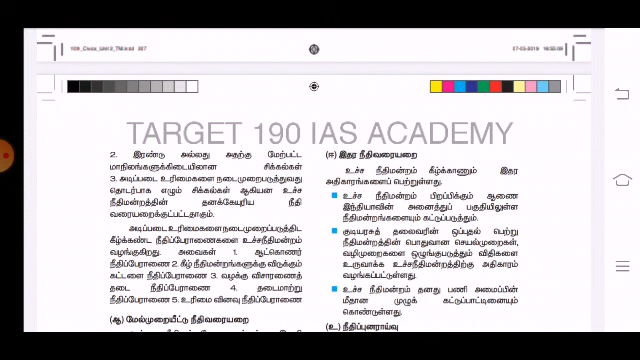 10th_Civics_Unit 2_TM.indd 207
07-03-2019 16:53:09
TARGET 190 IAS ACADEMY
2. இரண்டு அல்லது அதற்கு மேற்பட்ட
மாநிலங்களுக்கிடையிலான சிக்கல்கள்
3. அடிப்படை உரிமைகளை நடைமுறைப்படுத்துவது
தொடர்பாக எழும் சிக்கல்கள் ஆகியன உச்ச
நீதிமன்றத்தின் தனக்கேயுரிய நீதி
வரையறைக்குட்பட்டதாகும்.
அடிப்படை உரிமைகளை நடைமுறைப்படுத்திட
கீழ்க்கண்ட நீதிப்பேராணைகளை உச்சநீதிமன்றம்
வழங்குகிறது. அவைகள் 1. ஆட்கொணர்
நீதிப்பேராணை 2. கீழ் நீதிமன்றங்களுக்கு விடுக்கும்
கட்டளை நீதிப்பேராணை 3. வழக்கு விசாரணைத்
தடை நீதிப்பேராணை 4. தடைமாற்று
நீதிப்பேராணை 5. உரிமை வினவு நீதிப்பேராணை
(ஆ) மேல்முறையீட்டு நீதிவரையறை
(ஈ) இதர நீதிவரையறை
உச்ச நீதிமன்றம் கீழ்க்காணும் இதர
அதிகாரங்களைப் பெற்றுள்ளது.
உச்ச நீதிமன்றம் பிறப்பிக்கும் ஆணை
இந்தியாவின் அனைத்துப் பகுதியிலுள்ள
நீதிமன்றங்களையும் கட்டுப்படுத்தும்.
குடியரசுத் தலைவரின் ஒப்புதல் பெற்று
நீதிமன்றத்தின் பொதுவான செயல்முறைகள்,
வழிமுறைகளை ஒழுங்குபடுத்தும் விதிகளை
உருவாக்க உச்சநீதிமன்றத்திற்கு அதிகாரம்
வழங்கப்பட்டுள்ளது.
உச்ச நீதிமன்றம் தனது பணி அமைப்பின்
மீதான முழுக் கட்டுப்பாட்டினையும்
கொண்டுள்ளது.
(உ) நீதிப்புனராய்வு